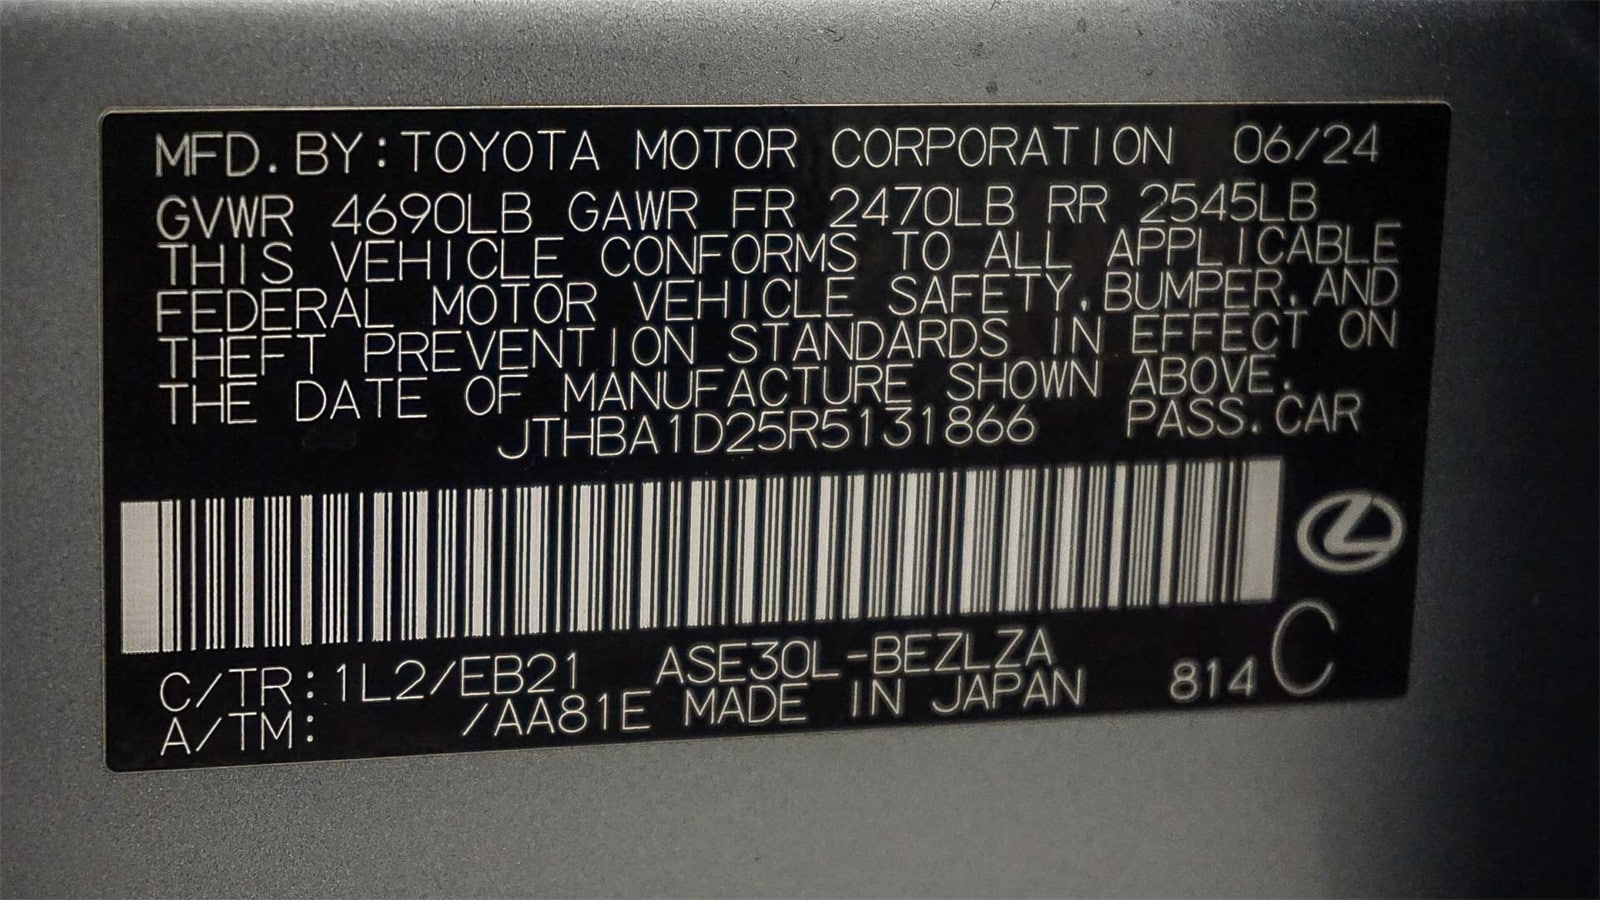 MFD. BY: TOYOTA MOTOR CORPORATION 06/24
GVWR 4690LB GAWR FR 2470LB RR 2545LB
THIS VEHICLE CONFORMS TO ALL APPLICABLE
FEDERAL MOTOR VEHICLE SAFETY, BUMPER, AND
THEFT PREVENTION STANDARDS IN EFFECT ON
THE DATE OF MANUFACTURE SHOWN ABOVE.
JTHBA1D25R5131866 PASS. CAR
C/TR: 1L2/EB21 ASE30L-BEZLZA
A/TM: /AA81E MADE IN JAPAN 814 C